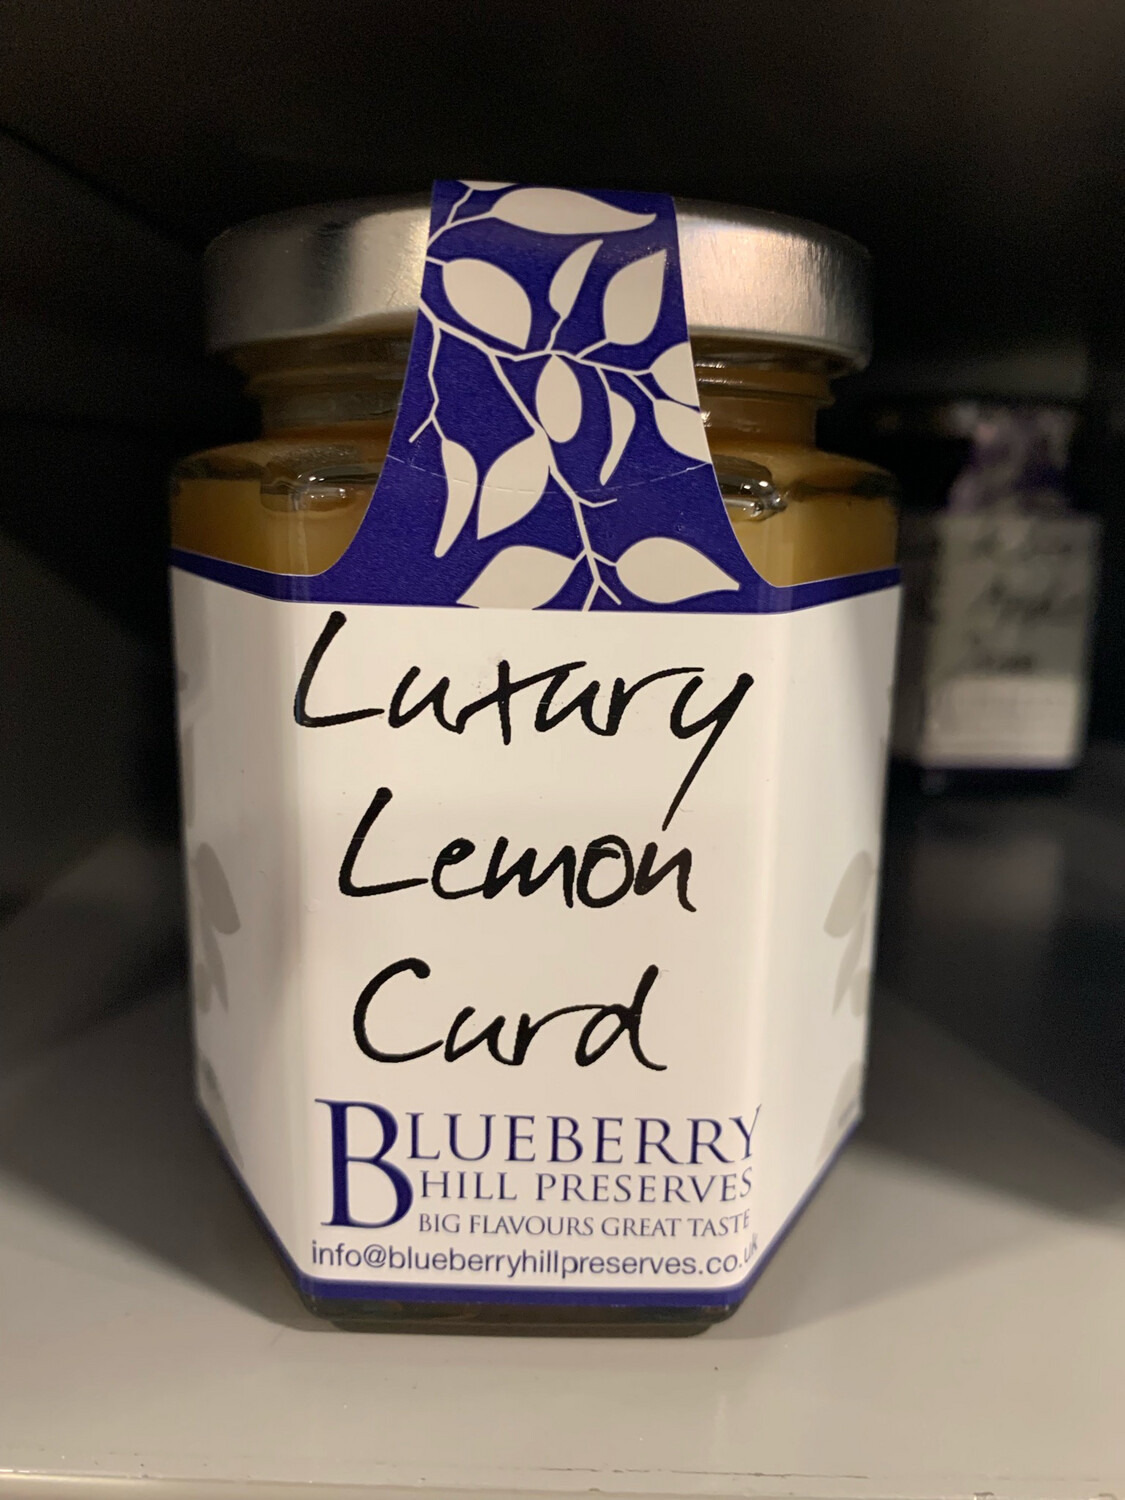 Luxury
Lemon
Curd
BLUEBERRY
HILL PRESERVES
BIG FLAVOURS GREAT TASTE
info@blueberryhillpreserves.co.uk